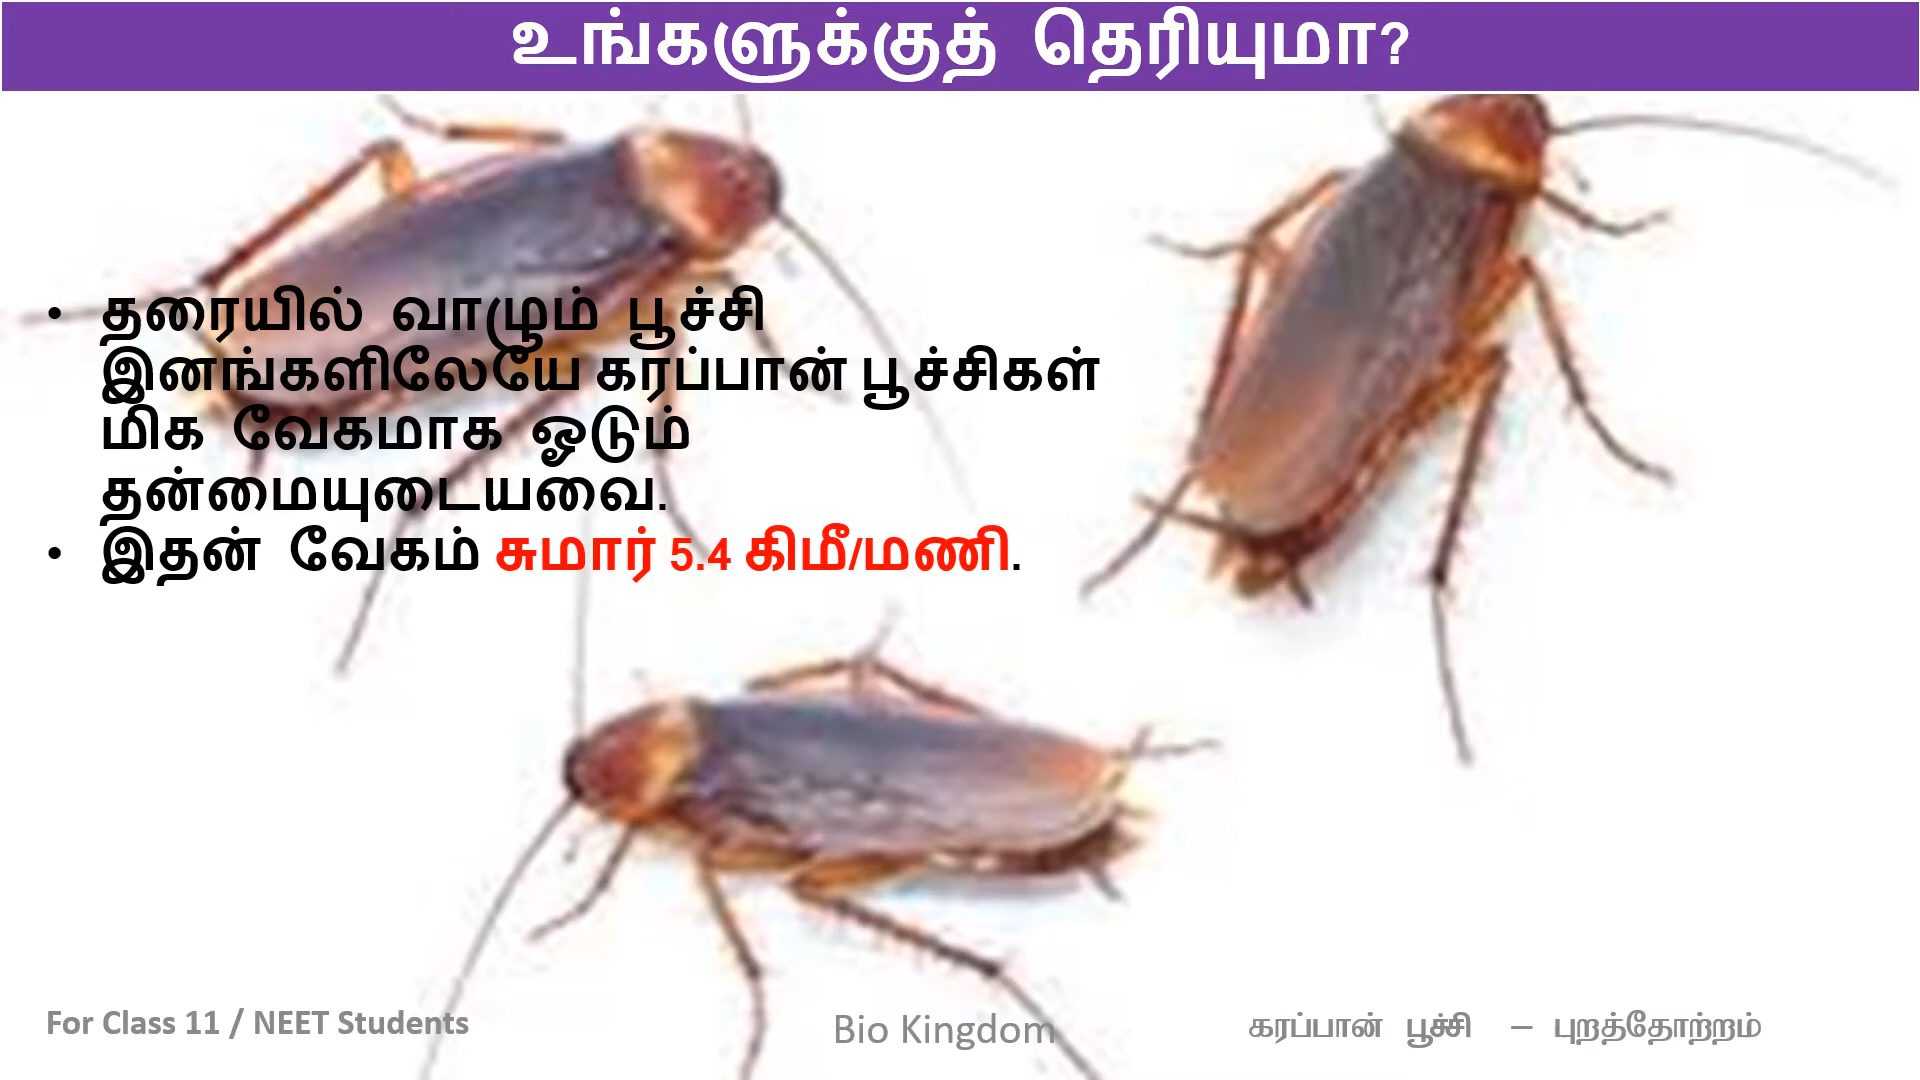 உங்களுக்குத் தெரியுமா?
• தரையில் வாழும் பூச்சி
இனங்களிலேயே கரப்பான் பூச்சிகள்
மிக வேகமாக ஓடும்
தன்மையுடையவை.
• இதன் வேகம் சுமார் 5.4 கிமீ/மணி.
For Class 11 / NEET Students
Bio Kingdom
கரப்பான் பூச்சி – புறத்தோற்றம்